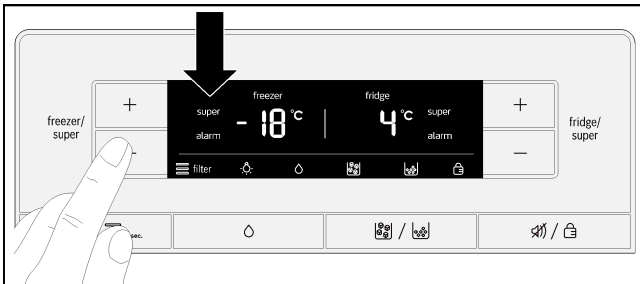 freezer/
super
+
−
super
alarm
freezer
-18 °C
fridge
4 °C
super
alarm
filter
+
—
fridge/
super
sec.
/
/